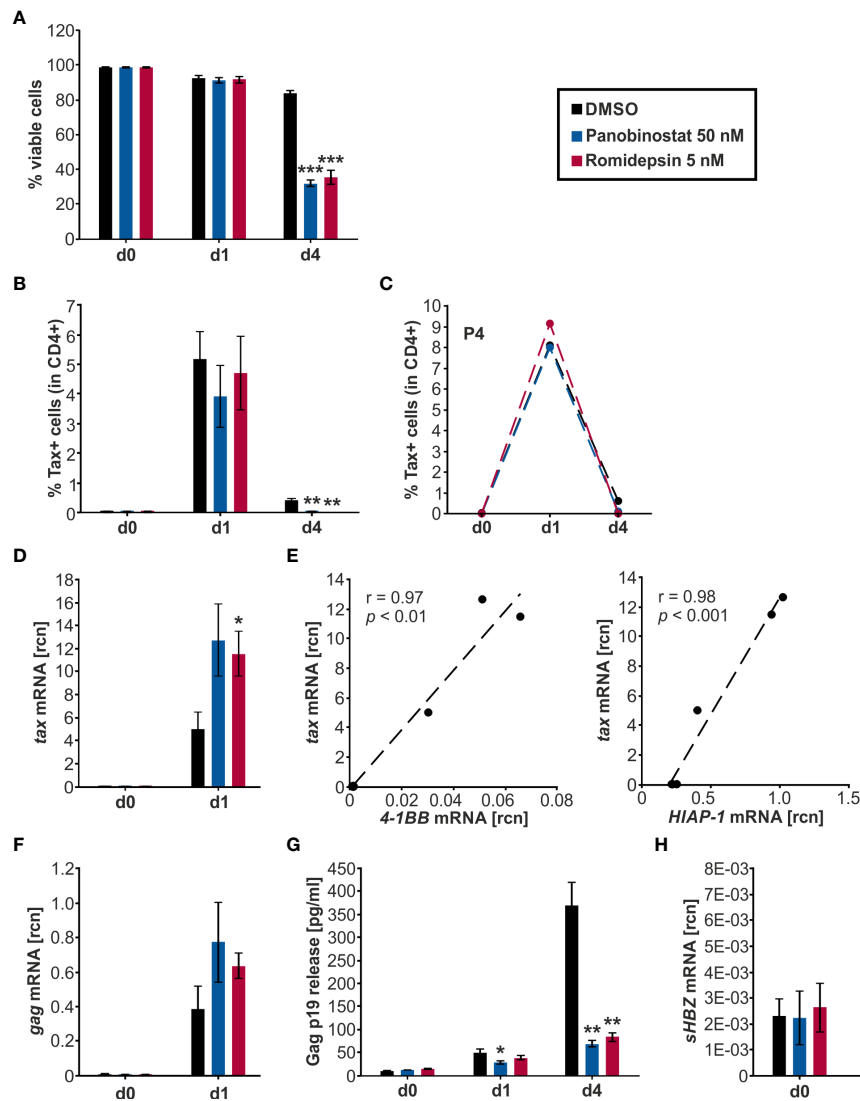 A
% viable cells
120
100
80
60
40
20
0
*** ***
d0 d1 d4
DMSO
Panobinostat 50 nM
Romidepsin 5 nM
B
% Tax+ cells (in CD4+)
7
6
5
4
3
2
1
0
** **
d0 d1 d4
C
% Tax+ cells (in CD4+)
10
9
8
7
6
5
4
3
2
1
0
P4
d0 d1 d4
D
tax mRNA [rcn]
18
16
14
12
10
8
6
4
2
0
*
d0 d1
E
tax mRNA [rcn]
14
12
10
8
6
4
2
0
r = 0.97
p < 0.01
0 0.02 0.04 0.06 0.08
4-1BB mRNA [rcn]
tax mRNA [rcn]
14
12
10
8
6
4
2
0
r = 0.98
p < 0.001
0 0.5 1.0 1.5
HIAP-1 mRNA [rcn]
F
gag mRNA [rcn]
1.2
1.0
0.8
0.6
0.4
0.2
0
d0 d1
G
Gag p19 release [pg/ml]
450
400
350
300
250
200
150
100
50
0
* ** **
d0 d1 d4
H
sHBZ mRNA [rcn]
8E-03
7E-03
6E-03
5E-03
4E-03
3E-03
2E-03
1E-03
0
d0